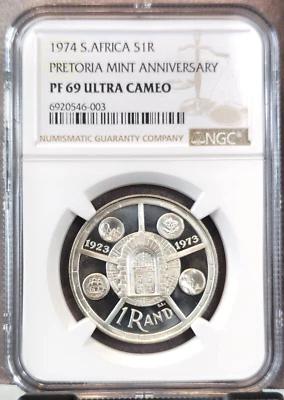 1974 S.AFRICA S1R
PRETORIA MINT ANNIVERSARY
PF 69 ULTRA CAMEO
6920546-003
NUMISMATIC GUARANTY COMPANY
NGC
1923
1973
1 RAND